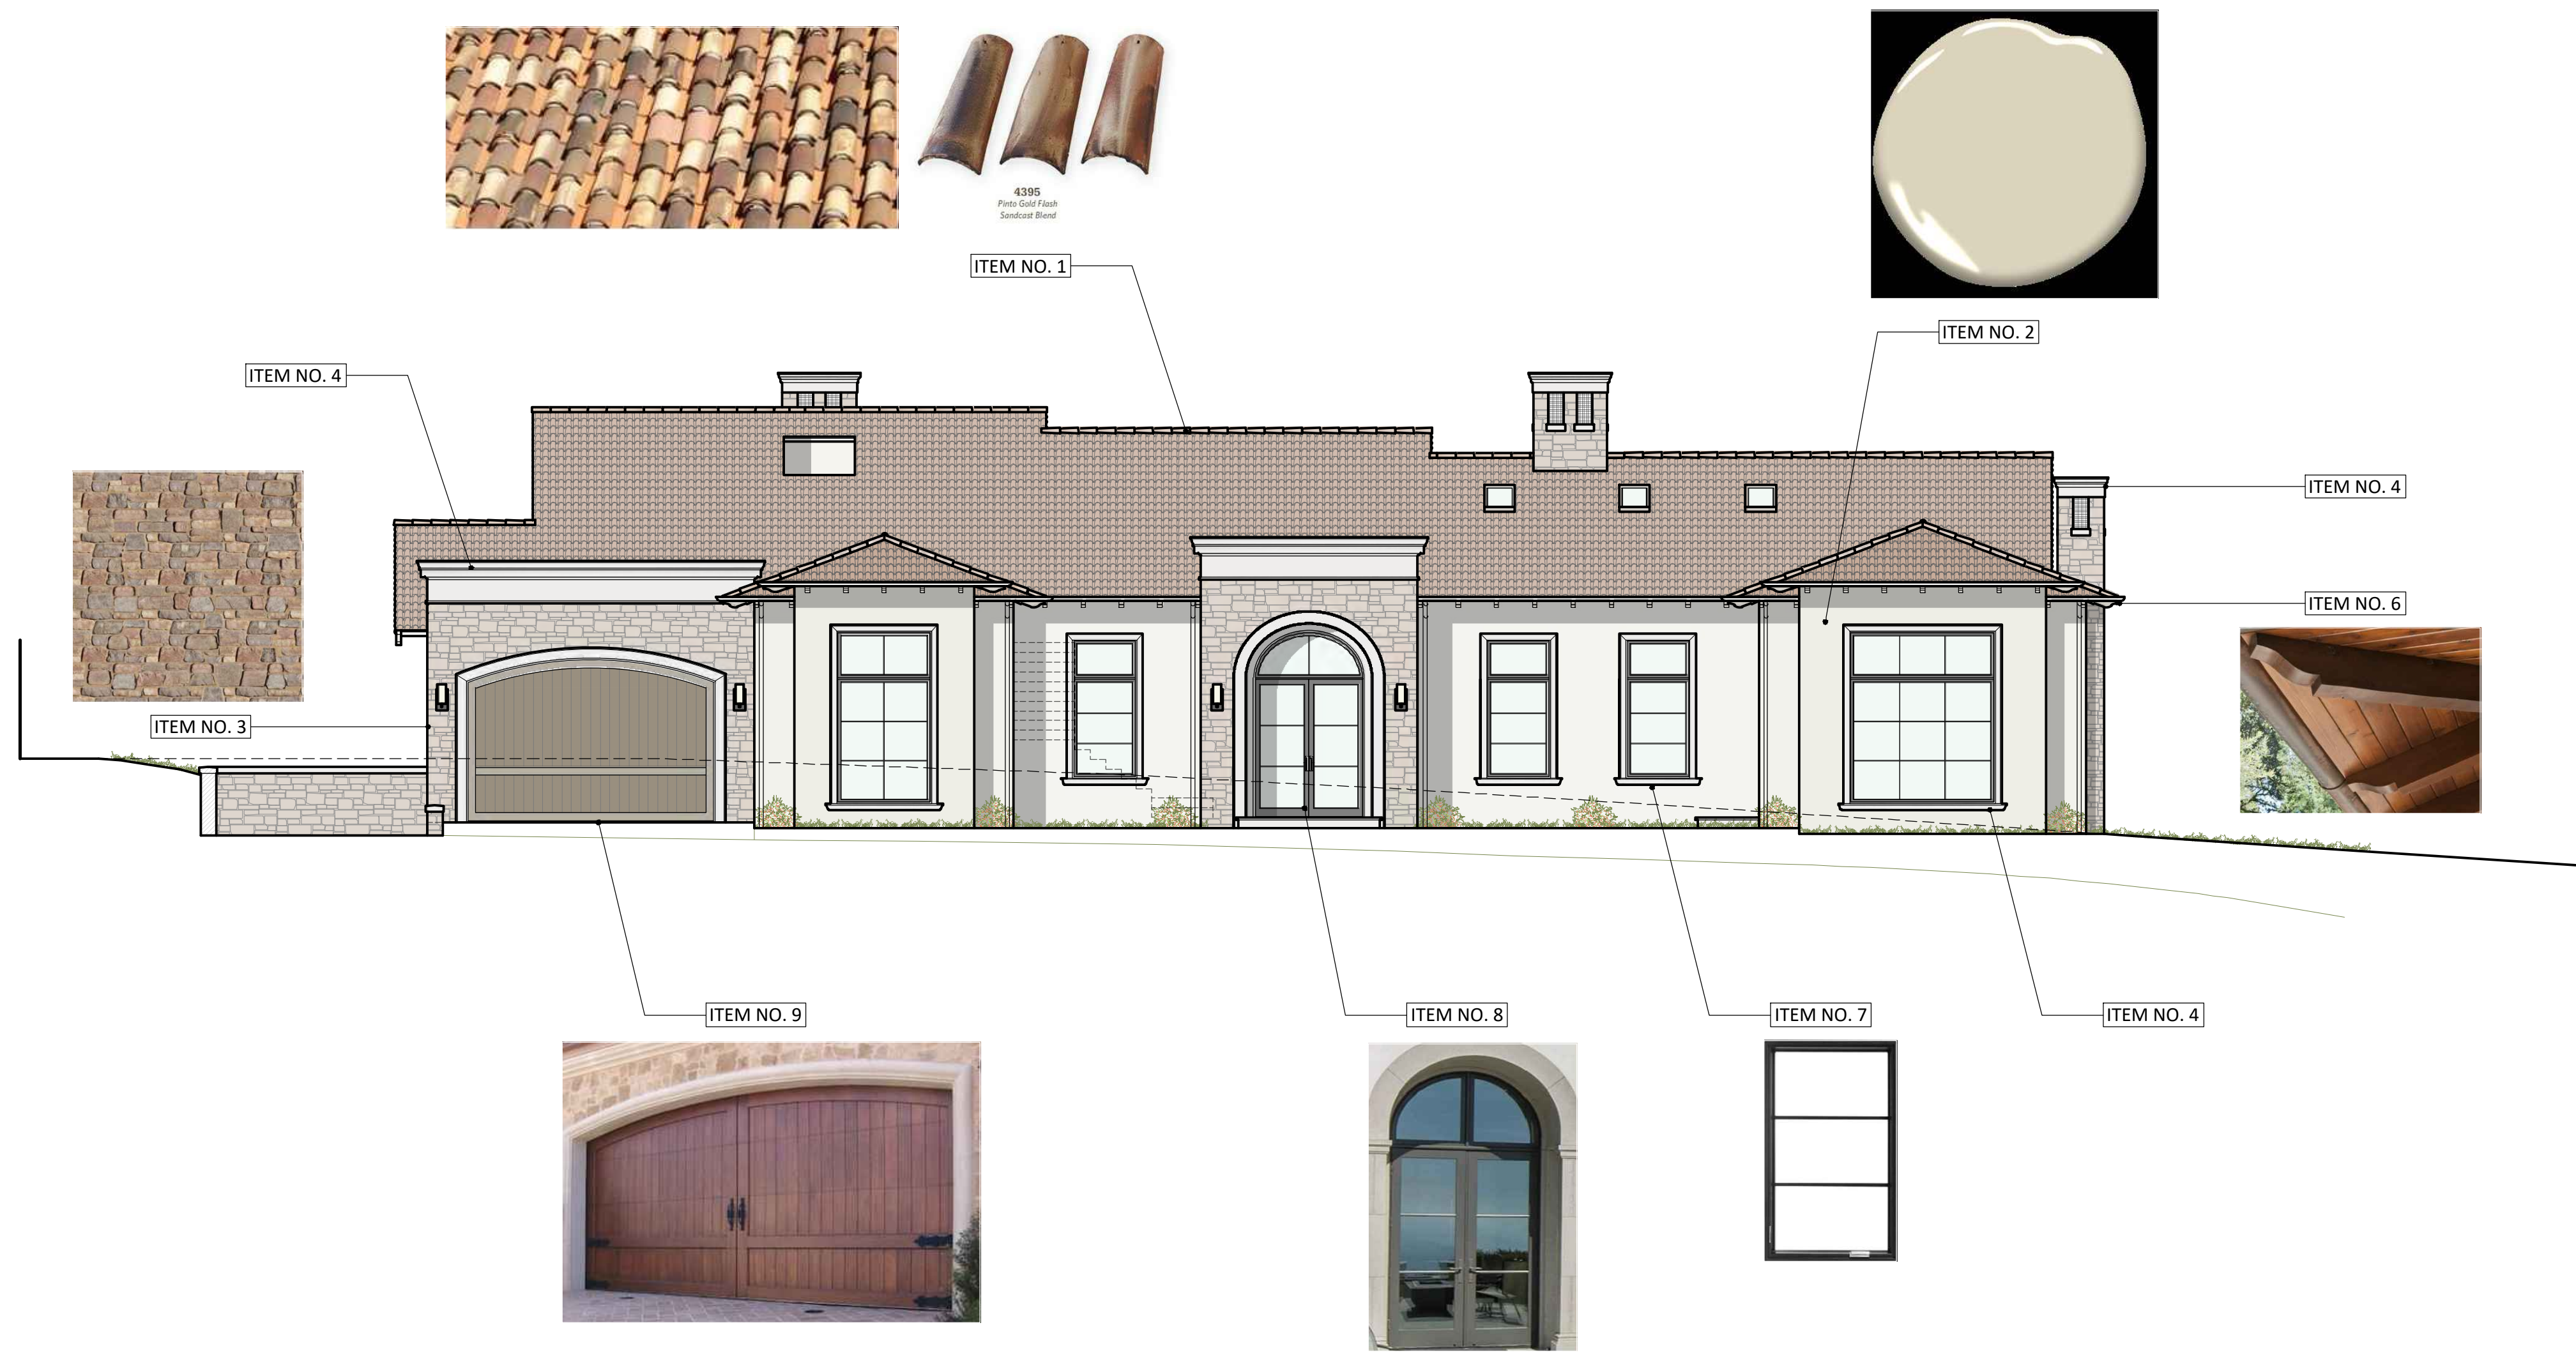 4395
Pinto Gold Flash
Sandcast Blend
ITEM NO. 1
ITEM NO. 2
ITEM NO. 4
ITEM NO. 4
ITEM NO. 6
ITEM NO. 3
ITEM NO. 9
ITEM NO. 8
ITEM NO. 7
ITEM NO. 4